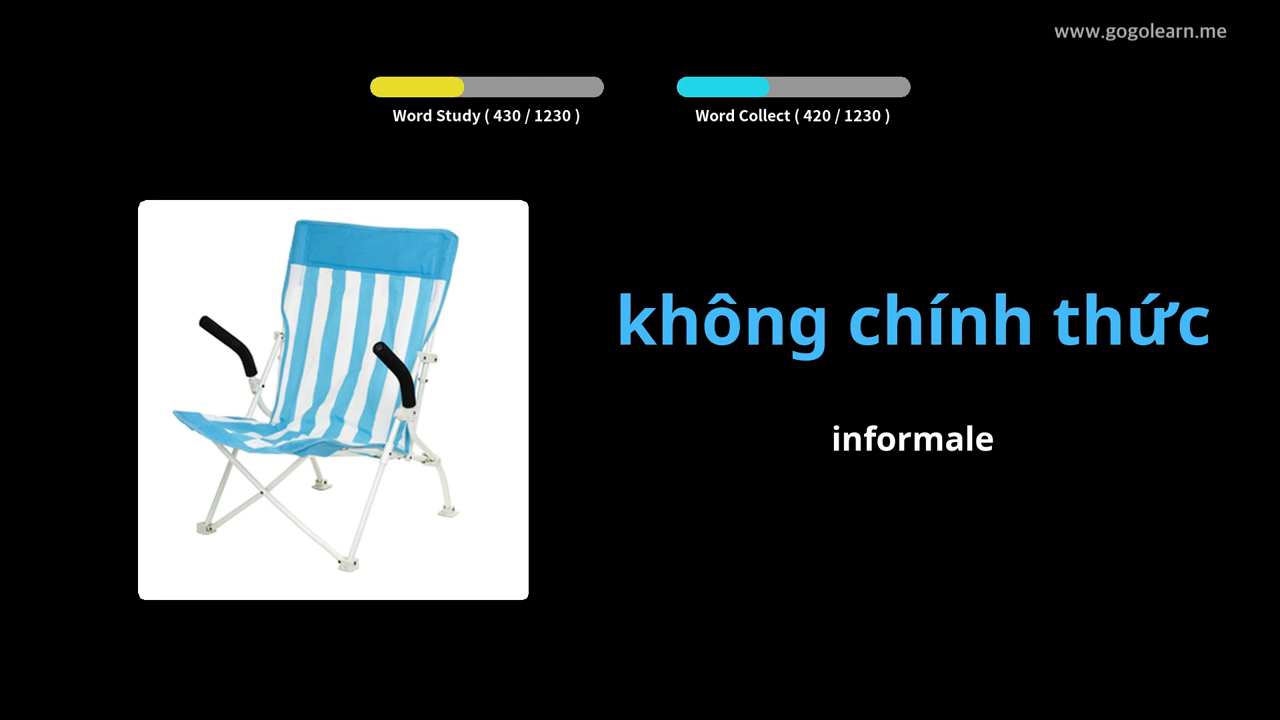 www.gogolearn.me
Word Study ( 430 / 1230 )
Word Collect ( 420 / 1230 )
không chính thức
informale